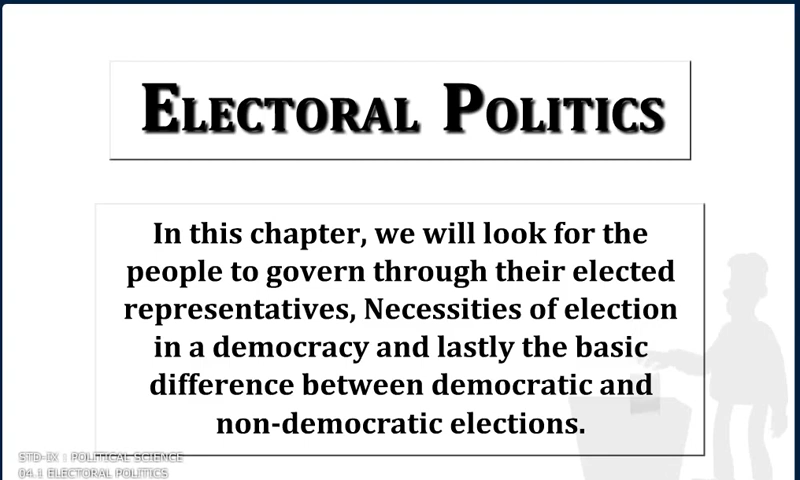 ELECTORAL POLITICS
In this chapter, we will look for the
people to govern through their elected
representatives, Necessities of election
in a democracy and lastly the basic
difference between democratic and
non-democratic elections.
STD-IX : POLITICAL SCIENCE
04.1 ELECTORAL POLITICS